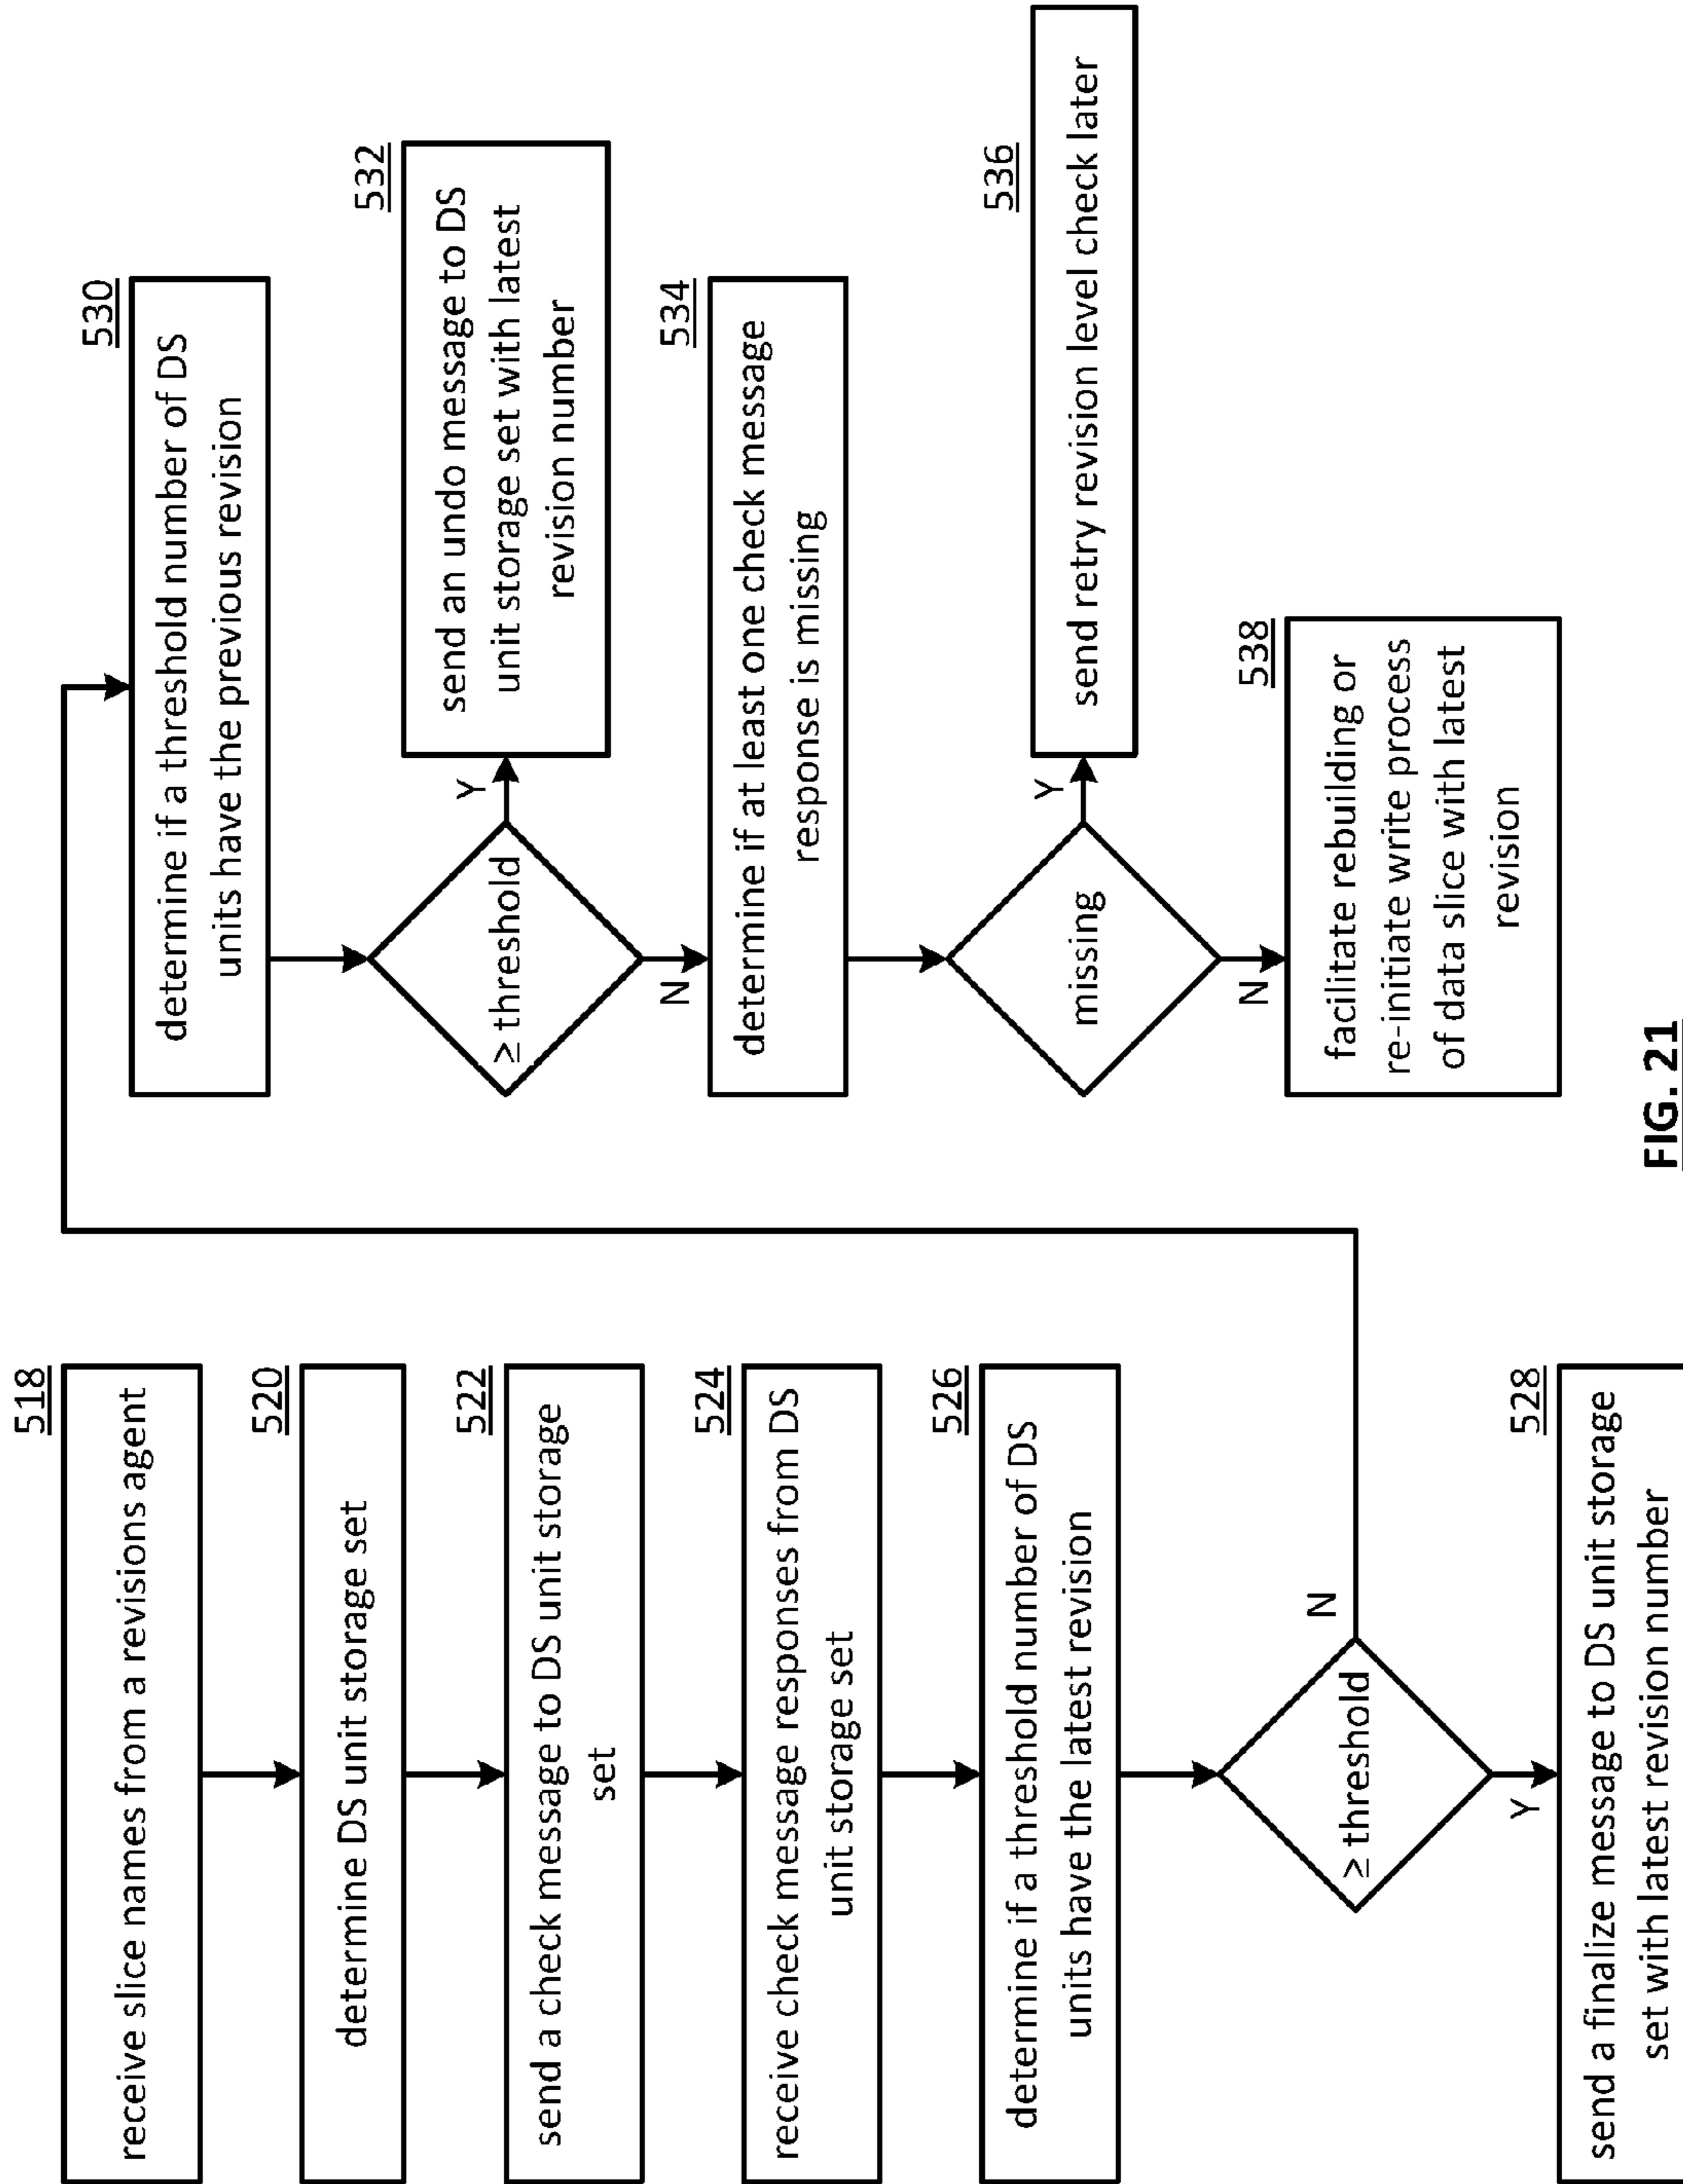 518
receive slice names from a revisions agent
520
determine DS unit storage set
522
send a check message to DS unit storage
set
524
receive check message responses from DS
unit storage set
526
determine if a threshold number of DS
units have the latest revision
≥ threshold
N
Y
528
send a finalize message to DS unit storage
set with latest revision number
530
determine if a threshold number of DS
units have the previous revision
≥ threshold
Y
N
532
send an undo message to DS
unit storage set with latest
revision number
534
determine if at least one check message
response is missing
missing
Y
N
536
send retry revision level check later
538
facilitate rebuilding or
re-initiate write process
of data slice with latest
revision
FIG. 21